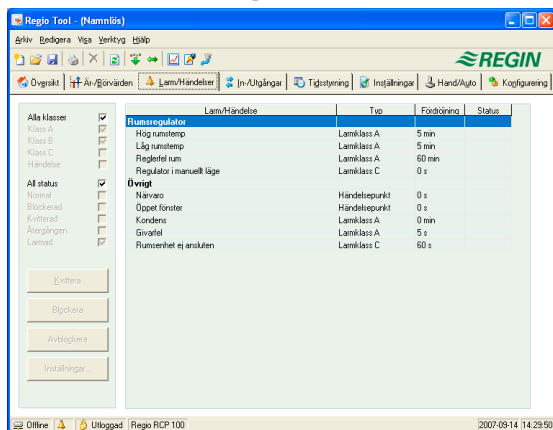 Regio Tool - (Namnlös)
Arkiv Redigera Visa Verktyg Hjälp
REGIN
Översikt Är-/Börvärden Larm/Händelser In-/Utgångar Tidsstyrning Inställningar Hand/Auto Konfigurering
Larm/Händelse Typ Fördröjning Status
Alla klasser
Klass A
Klass B
Klass C
Händelse
All status
Normal
Blockerad
Kvitterad
Återgången
Larmad
Kvittera
Blockera
Avblockera
Inställningar...
Rumsregulator
Hög rumstemp Larmklass A 5 min
Låg rumstemp Larmklass A 5 min
Reglerfel rum Larmklass A 60 min
Regulator i manuellt läge Larmklass C 0 s
Övrigt
Närvaro Händelsepunkt 0 s
Öppet fönster Händelsepunkt 0 s
Kondens Larmklass A 0 min
Givarfel Larmklass A 5 s
Rumsenhet ej ansluten Larmklass C 60 s
Offline Utloggad Regio RCP 100 2007-09-14 14:29:50